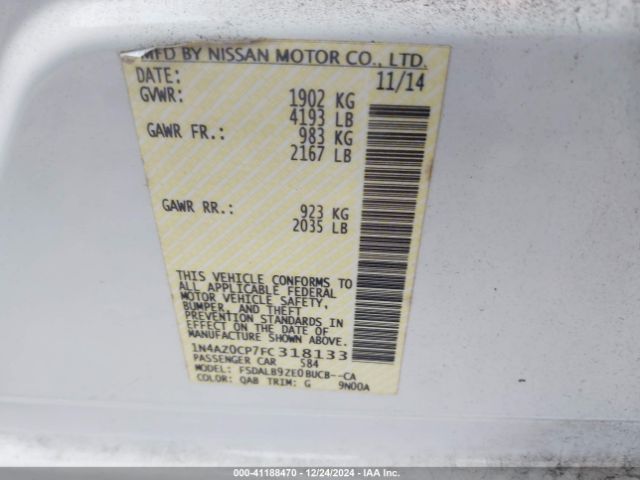 MFD BY NISSAN MOTOR CO., LTD.
DATE: 11/14
GVWR: 1902 KG
4193 LB
GAWR FR.: 983 KG
2167 LB
GAWR RR.: 923 KG
2035 LB
THIS VEHICLE CONFORMS TO
ALL APPLICABLE FEDERAL
MOTOR VEHICLE SAFETY,
BUMPER, AND THEFT
PREVENTION STANDARDS IN
EFFECT ON THE DATE OF
MANUFACTURE SHOWN ABOVE.
1N4AZ0CP7FC318133
PASSENGER CAR 584
MODEL: FSDALB9ZE0BUCB--CA
COLOR: QAB TRIM: G 9N00A
000-41188470 • 12/24/2024 - IAA Inc.